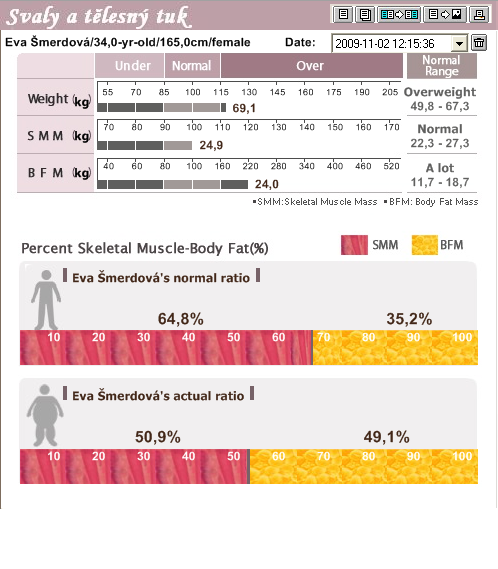 Svaly a tělesný tuk
Eva Šmerdová/34,0-yr-old/165,0cm/female
Date:
2009-11-02 12:15:36
Under Normal Over Normal Range
Weight (kg) 55 70 85 100 115 130 145 160 175 190 205 Overweight
69,1 49,8 - 67,3
SMM (kg) 70 80 90 100 110 120 130 140 150 160 170 Normal
24,9 22,3 - 27,3
BFM (kg) 40 60 80 100 160 220 280 340 400 460 520 A lot
24,0 11,7 - 18,7
▪SMM:Skeletal Muscle Mass ▪BFM: Body Fat Mass
Percent Skeletal Muscle-Body Fat(%) SMM BFM
Eva Šmerdová's normal ratio
64,8% 35,2%
10 20 30 40 50 60 70 80 90 100
Eva Šmerdová's actual ratio
50,9% 49,1%
10 20 30 40 50 60 70 80 90 100